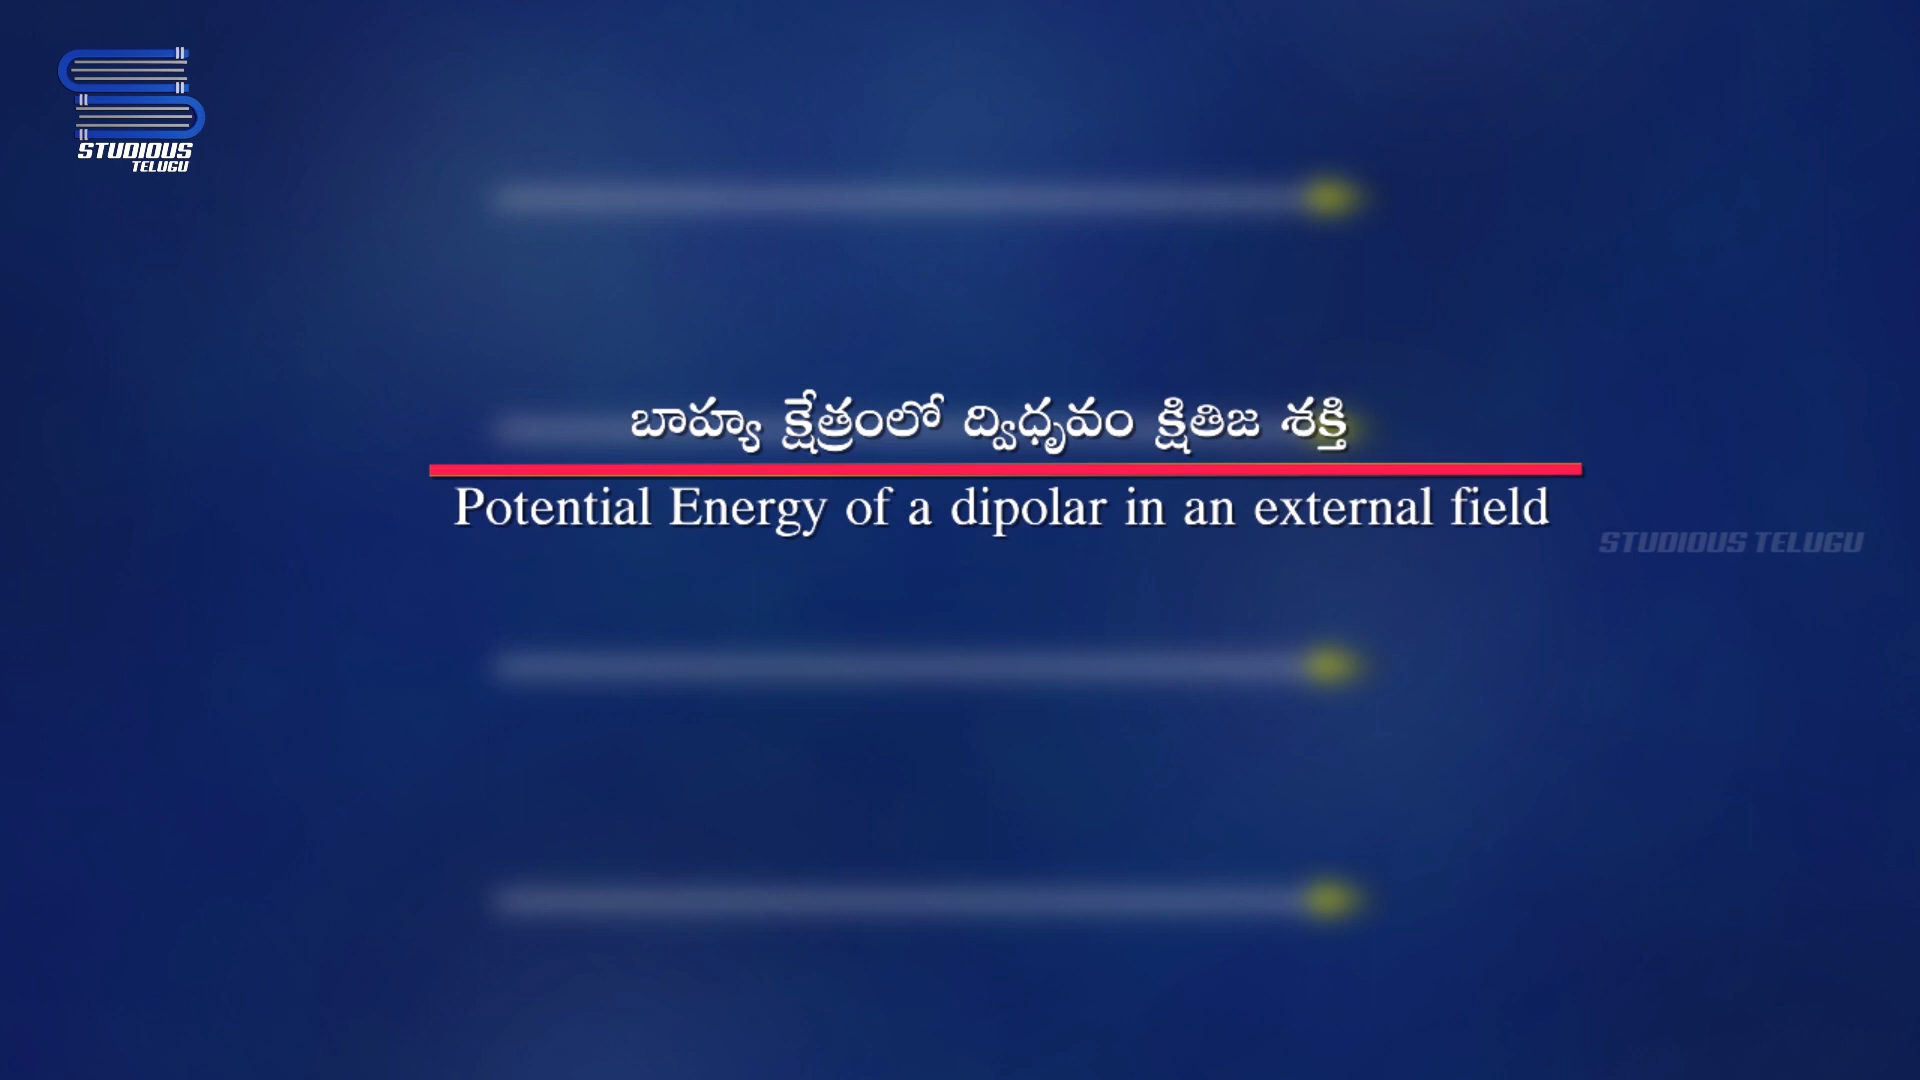 STUDIOUS
TELUGU
బాహ్య క్షేత్రంలో ద్విధృవం క్షితిజ శక్తి
Potential Energy of a dipolar in an external field
STUDIOUS TELUGU